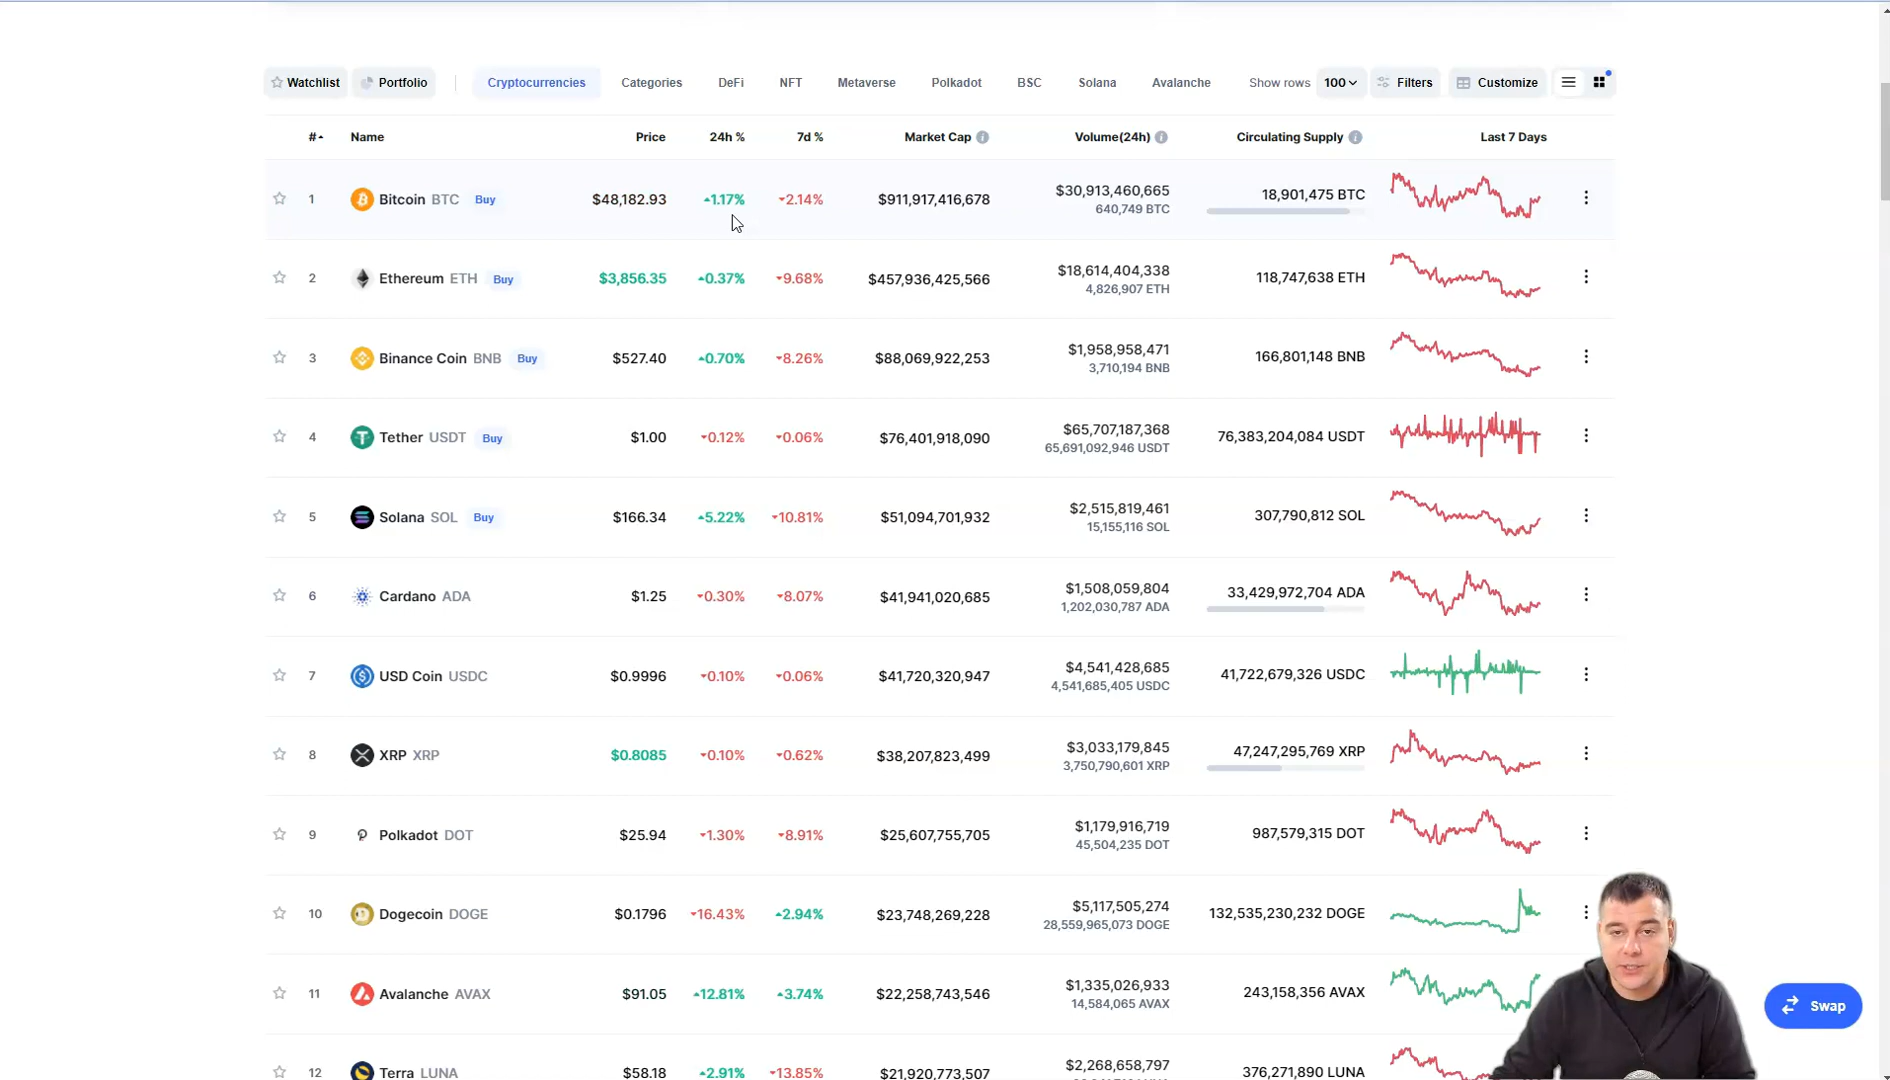 Watchlist Portfolio Cryptocurrencies Categories DeFi NFT Metaverse Polkadot BSC Solana Avalanche Show rows 100 Filters Customize
# Name Price 24h % 7d % Market Cap Volume(24h) Circulating Supply Last 7 Days
1 Bitcoin BTC Buy $48,182.93 1.17% 2.14% $911,917,416,678 $30,913,460,665 18,901,475 BTC
640,749 BTC
2 Ethereum ETH Buy $3,856.35 0.37% 9.68% $457,936,425,566 $18,614,404,338 118,747,638 ETH
4,826,907 ETH
3 Binance Coin BNB Buy $527.40 0.70% 8.26% $88,069,922,253 $1,958,958,471 166,801,148 BNB
3,710,194 BNB
4 Tether USDT Buy $1.00 0.12% 0.06% $76,401,918,090 $65,707,187,368 76,383,204,084 USDT
65,691,092,946 USDT
5 Solana SOL Buy $166.34 5.22% 10.81% $51,094,701,932 $2,515,819,461 307,790,812 SOL
15,155,116 SOL
6 Cardano ADA $1.25 0.30% 8.07% $41,941,020,685 $1,508,059,804 33,429,972,704 ADA
1,202,030,787 ADA
7 USD Coin USDC $0.9996 0.10% 0.06% $41,720,320,947 $4,541,428,685 41,722,679,326 USDC
4,541,685,405 USDC
8 XRP XRP $0.8085 0.10% 0.62% $38,207,823,499 $3,033,179,845 47,247,295,769 XRP
3,750,790,601 XRP
9 Polkadot DOT $25.94 1.30% 8.91% $25,607,755,705 $1,179,916,719 987,579,315 DOT
45,504,235 DOT
10 Dogecoin DOGE $0.1796 16.43% 2.94% $23,748,269,228 $5,117,505,274 132,535,230,232 DOGE
28,559,965,073 DOGE
11 Avalanche AVAX $91.05 12.81% 3.74% $22,258,743,546 $1,335,026,933 243,158,356 AVAX
14,584,065 AVAX
Swap
12 Terra LUNA $58.18 2.91% 13.85% $21,920,773,507 $2,268,658,797 376,271,890 LUNA